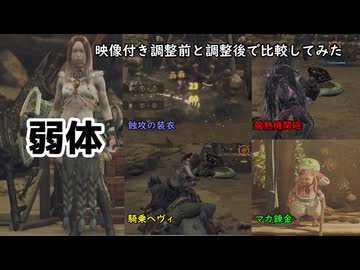 映像付き調整前と調整後で比較してみた
弱体
蝕攻の装衣
龍熱機関砲
騎乗ヘヴィ
マカ錬金